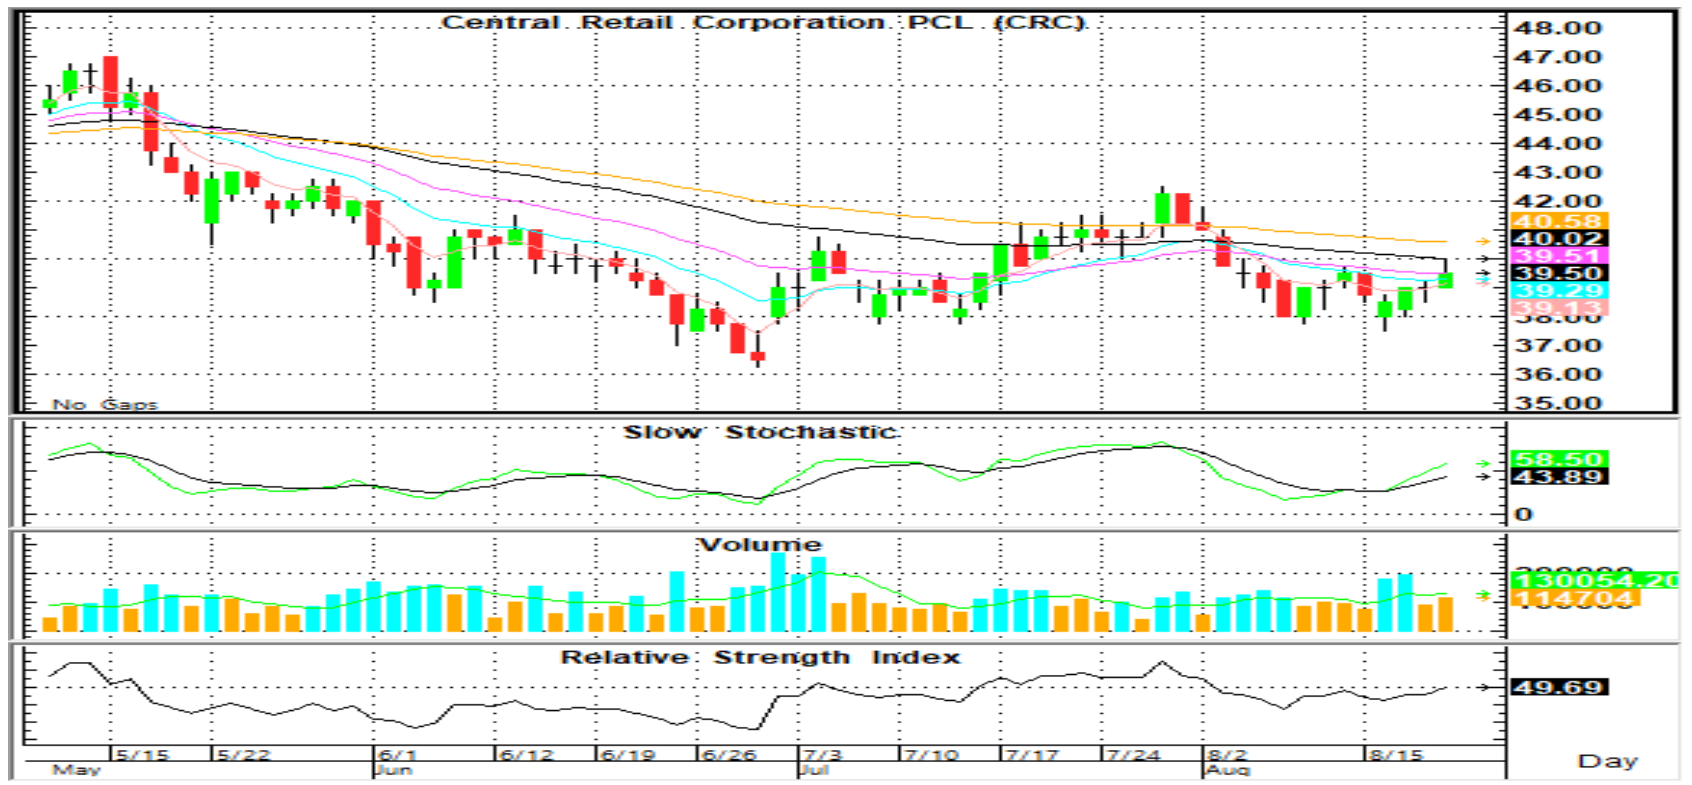 Central Retail Corporation PCL (CRC)
48.00
47.00
46.00
45.00
44.00
43.00
42.00
40.58
40.02
39.51
39.50
39.29
39.13
38.00
37.00
36.00
35.00
No Gaps
Slow Stochastic
58.50
43.89
0
Volume
130054.20
114704
Relative Strength Index
49.69
5/15 5/22 6/1 6/12 6/19 6/26 7/3 7/10 7/17 7/24 8/2 8/15
May Jun Jul Aug
Day